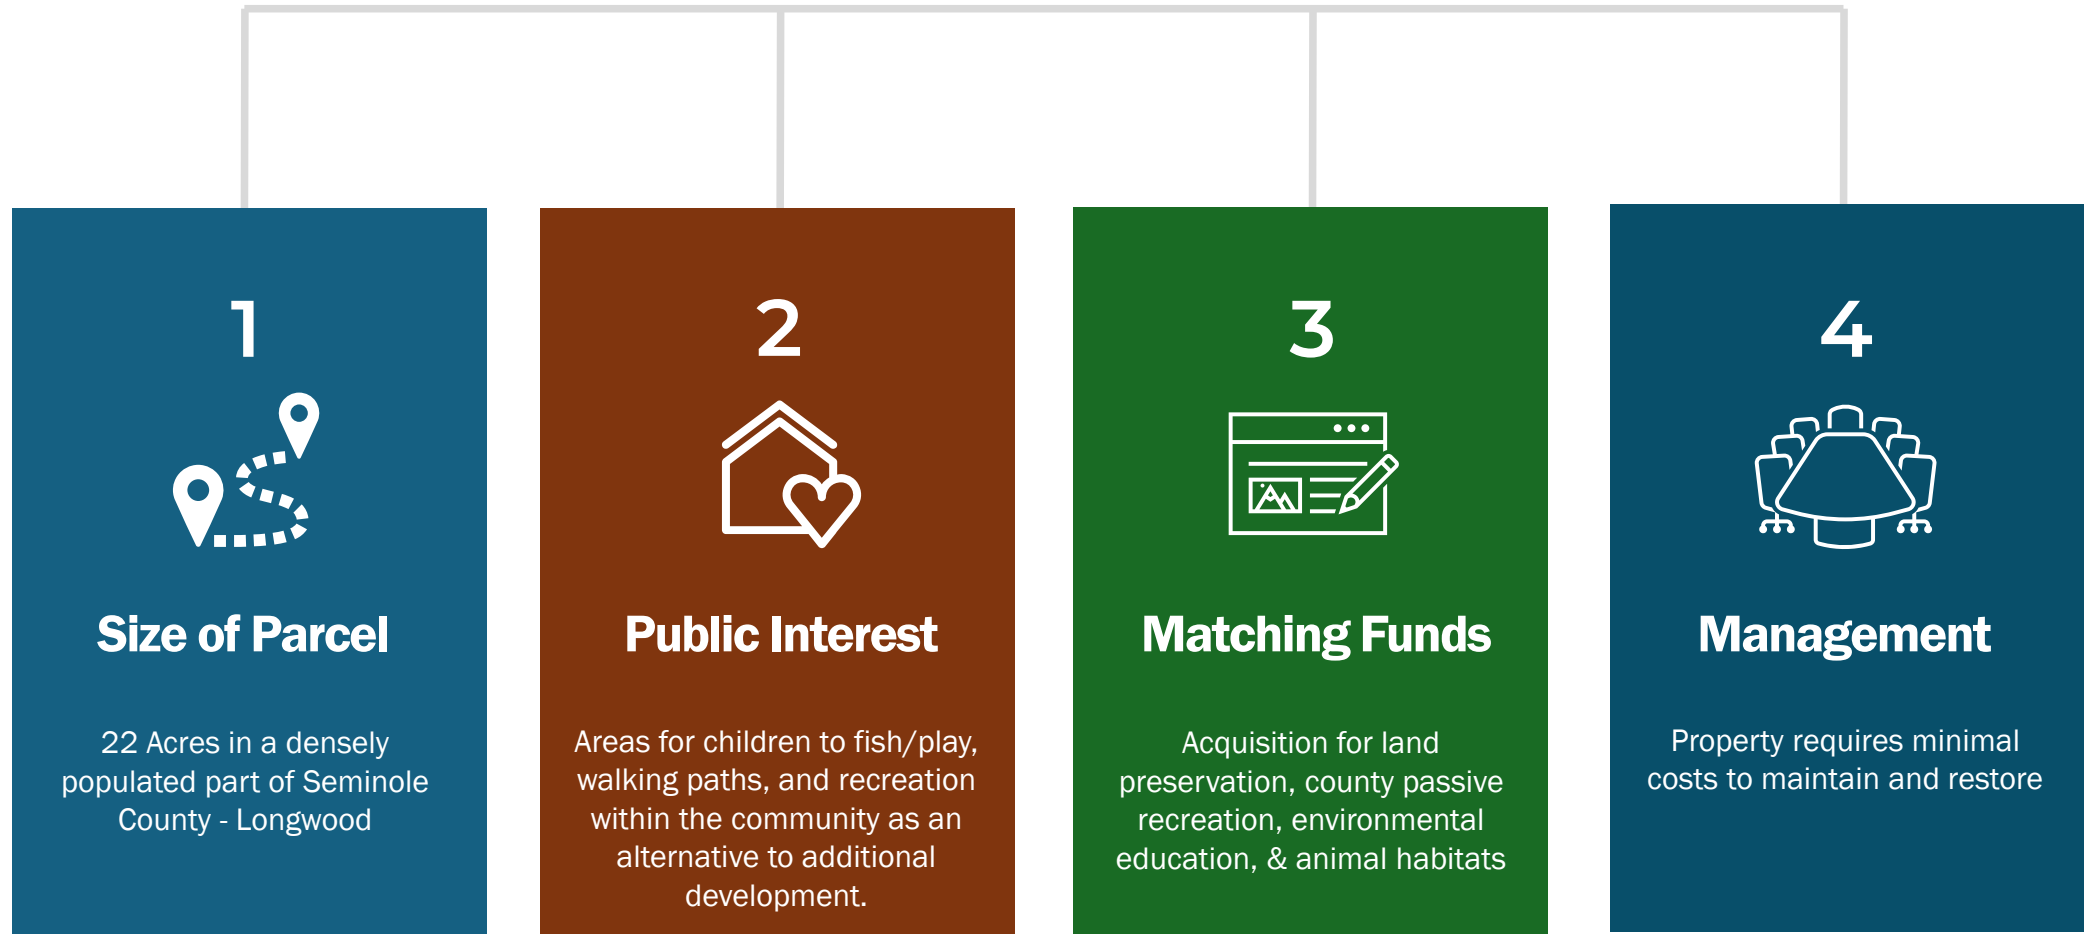 1
Size of Parcel
22 Acres in a densely
populated part of Seminole
County - Longwood
2
Public Interest
Areas for children to fish/play,
walking paths, and recreation
within the community as an
alternative to additional
development.
3
Matching Funds
Acquisition for land
preservation, county passive
recreation, environmental
education, & animal habitats
4
Management
Property requires minimal
costs to maintain and restore